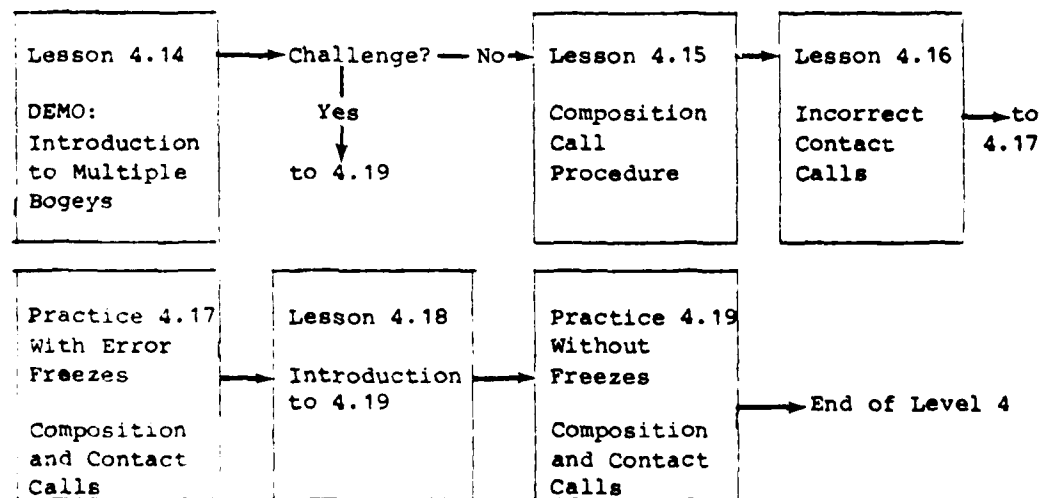 Lesson 4.14
DEMO:
Introduction
to Multiple
Bogeys
Challenge?
No
Yes
to 4.19
Lesson 4.15
Composition
Call
Procedure
Lesson 4.16
Incorrect
Contact
Calls
to
4.17
Practice 4.17
With Error
Freezes
Composition
and Contact
Calls
Lesson 4.18
Introduction
to 4.19
Practice 4.19
Without
Freezes
Composition
and Contact
Calls
End of Level 4